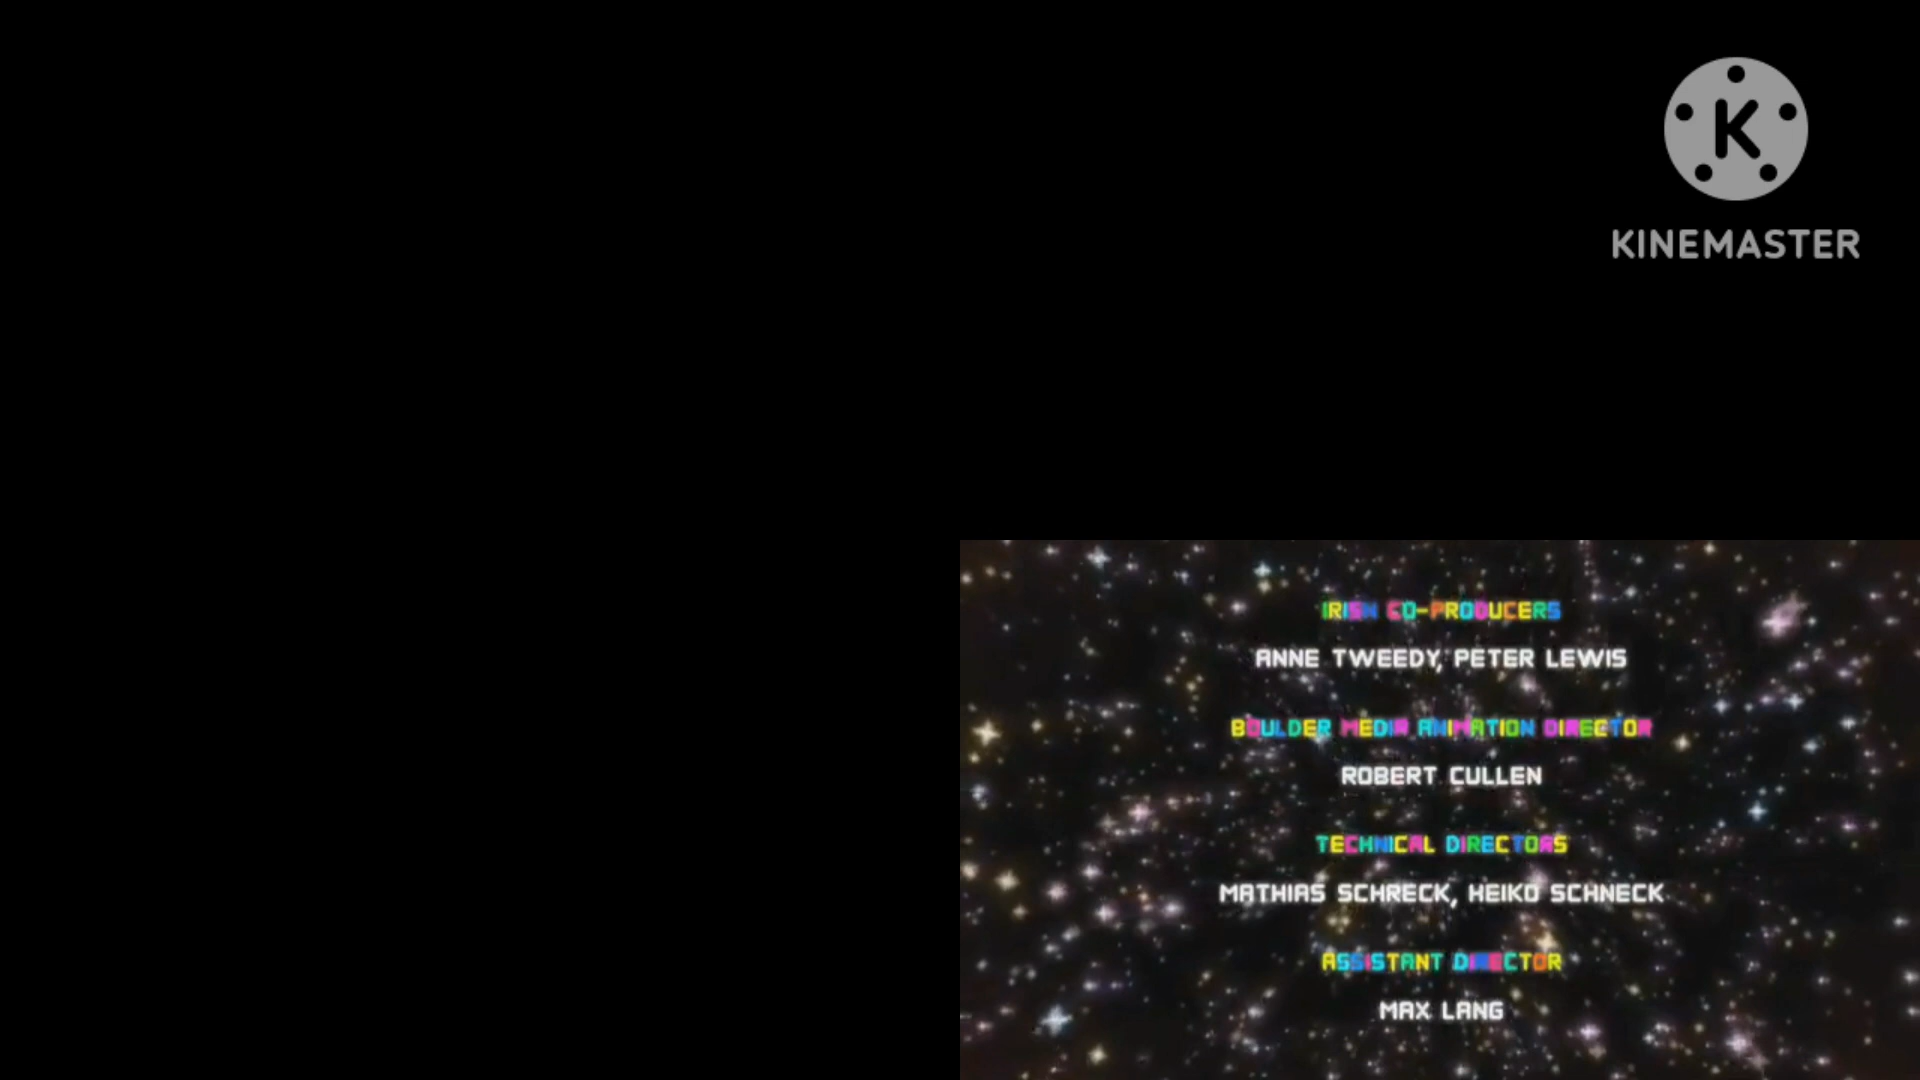 K
KINEMASTER
IRISH CO-PRODUCERS
ANNE TWEEDY, PETER LEWIS
BOULDER MEDIA ANIMATION DIRECTOR
ROBERT CULLEN
TECHNICAL DIRECTORS
MATHIAS SCHRECK, HEIKO SCHNECK
ASSISTANT DIRECTOR
MAX LANG